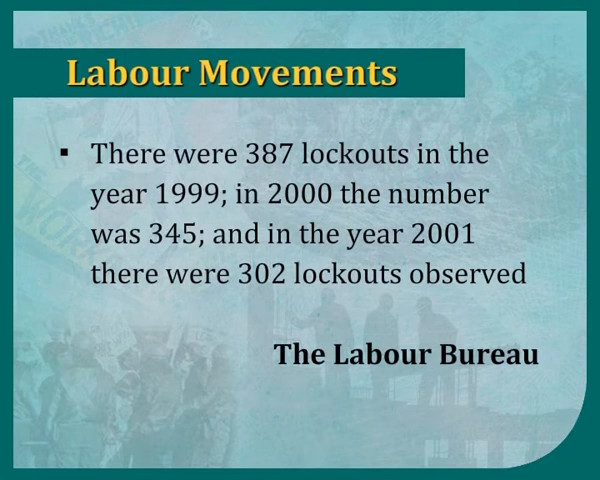 Labour Movements
▪ There were 387 lockouts in the
year 1999; in 2000 the number
was 345; and in the year 2001
there were 302 lockouts observed
The Labour Bureau